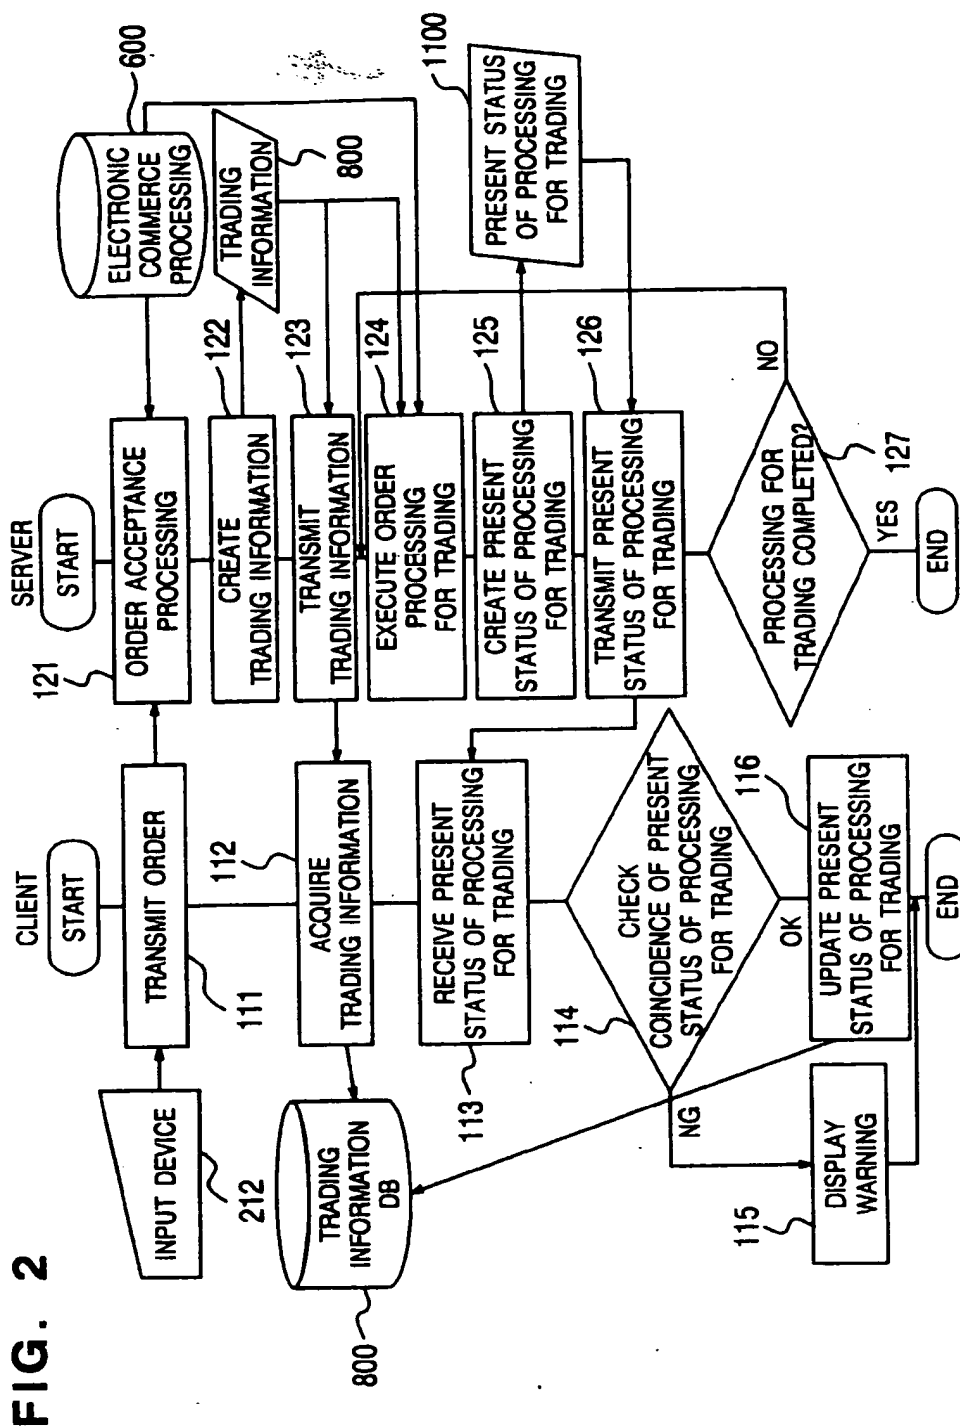 FIG. 2
CLIENT
START
INPUT DEVICE
212
TRANSMIT ORDER
111
ACQUIRE
TRADING INFORMATION
112
TRADING
INFORMATION
DB
800
RECEIVE PRESENT
STATUS OF PROCESSING
FOR TRADING
113
CHECK
COINCIDENCE OF PRESENT
STATUS OF PROCESSING
FOR TRADING
114
NG
OK
DISPLAY
WARNING
115
UPDATE PRESENT
STATUS OF PROCESSING
FOR TRADING
116
END
SERVER
START
ORDER ACCEPTANCE
PROCESSING
121
ELECTRONIC
COMMERCE
PROCESSING
600
CREATE
TRADING INFORMATION
122
TRADING
INFORMATION
800
TRANSMIT
TRADING INFORMATION
123
EXECUTE ORDER
PROCESSING
FOR TRADING
124
CREATE PRESENT
STATUS OF PROCESSING
FOR TRADING
125
PRESENT STATUS
OF PROCESSING
FOR TRADING
1100
TRANSMIT PRESENT
STATUS OF PROCESSING
FOR TRADING
126
PROCESSING FOR
TRADING COMPLETED?
127
NO
YES
END